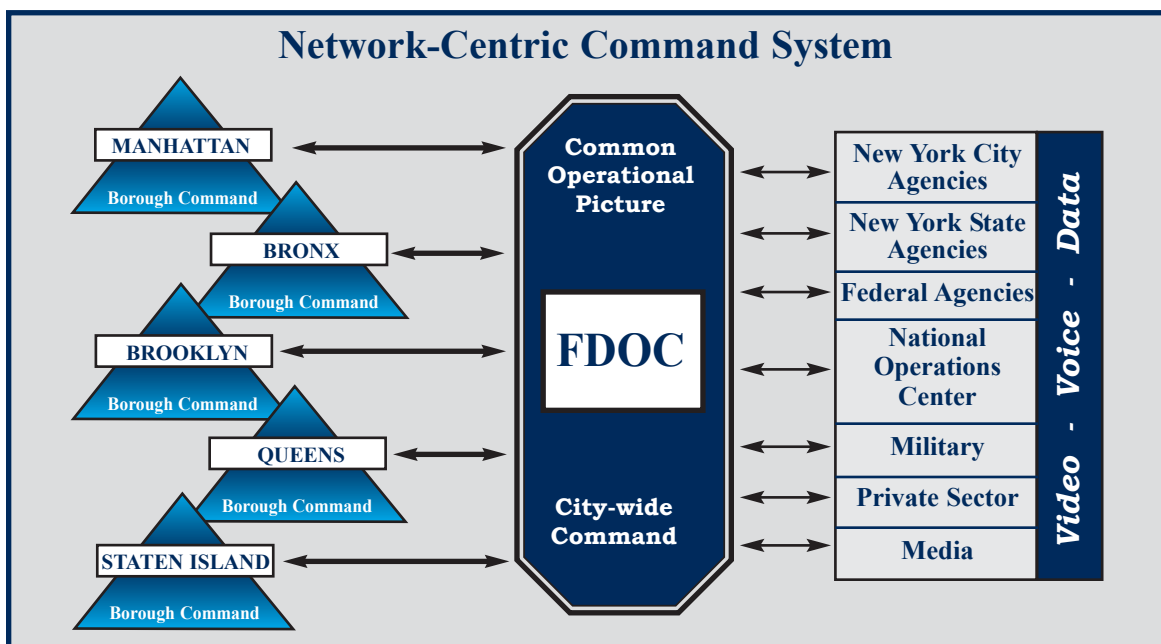 Network-Centric Command System
MANHATTAN
Borough Command
BRONX
Borough Command
BROOKLYN
Borough Command
QUEENS
Borough Command
STATEN ISLAND
Borough Command
Common
Operational
Picture
FDOC
City-wide
Command
New York City
Agencies
New York State
Agencies
Federal Agencies
National
Operations
Center
Military
Private Sector
Media
Video - Voice - Data